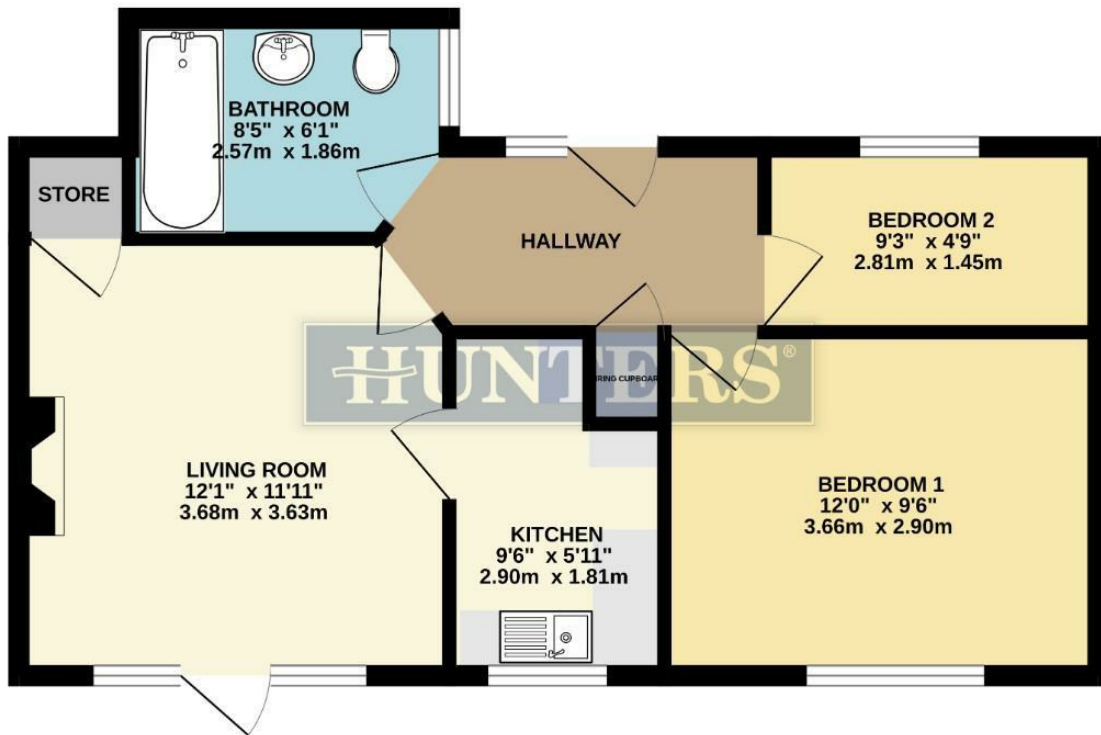 BATHROOM
8'5" x 6'1"
2.57m x 1.86m
STORE
HALLWAY
BEDROOM 2
9'3" x 4'9"
2.81m x 1.45m
HUNTERS®
RING CUPBOAR
LIVING ROOM
12'1" x 11'11"
3.68m x 3.63m
KITCHEN
9'6" x 5'11"
2.90m x 1.81m
BEDROOM 1
12'0" x 9'6"
3.66m x 2.90m